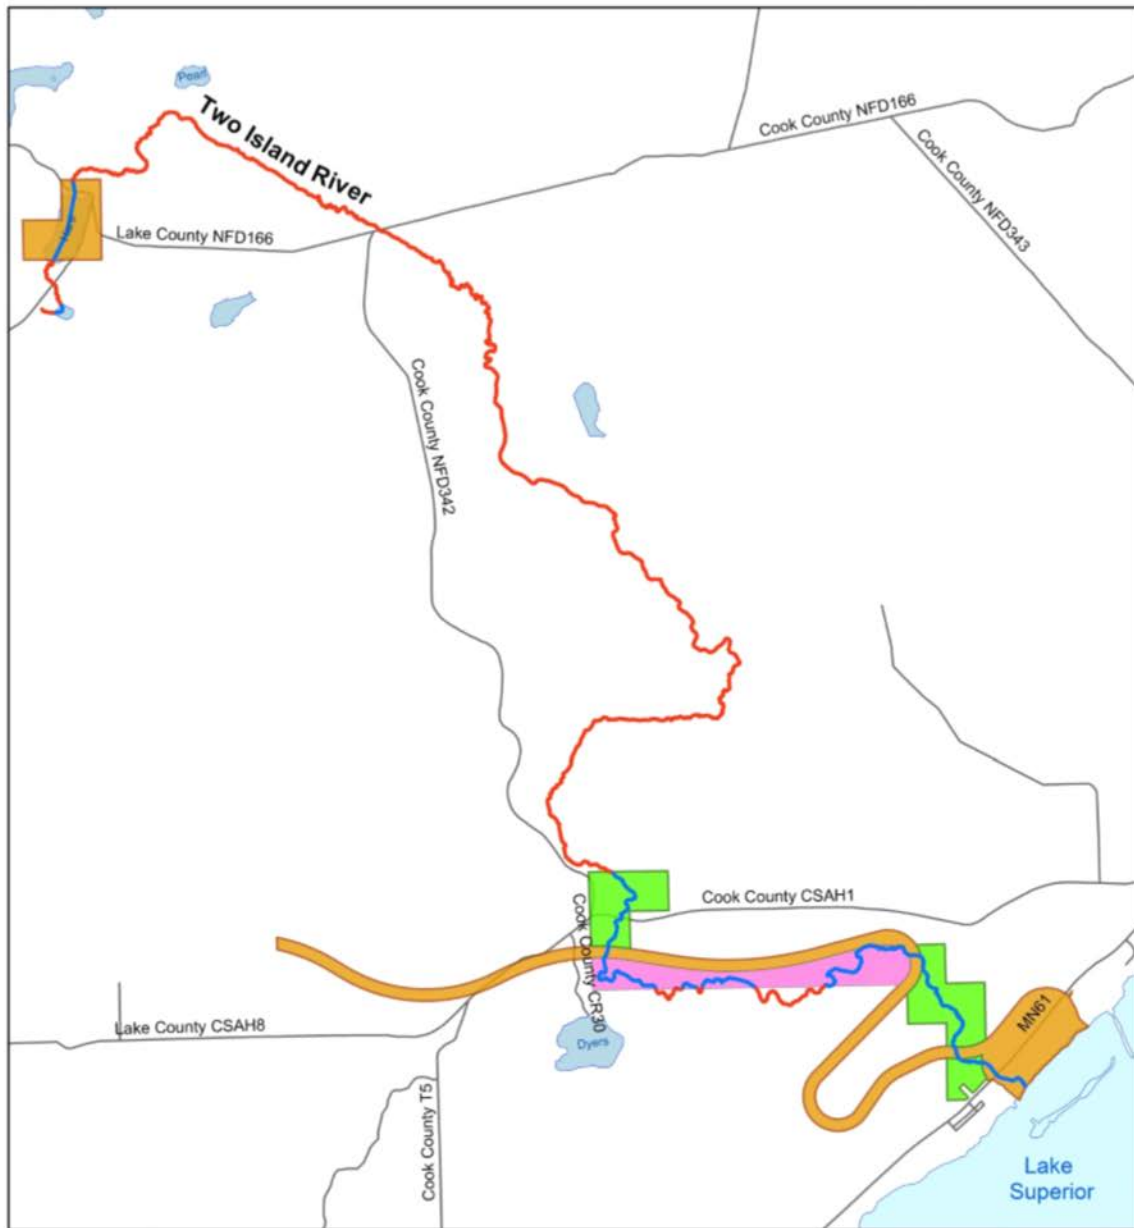 Pearl
Two Island River
Cook County NFD166
Cook County NFD343
Lake County NFD166
Cook County NFD342
Cook County CSAH1
Cook County CR30
MN61
Lake County CSAH8
Dyers
Cook County T5
Lake
Superior